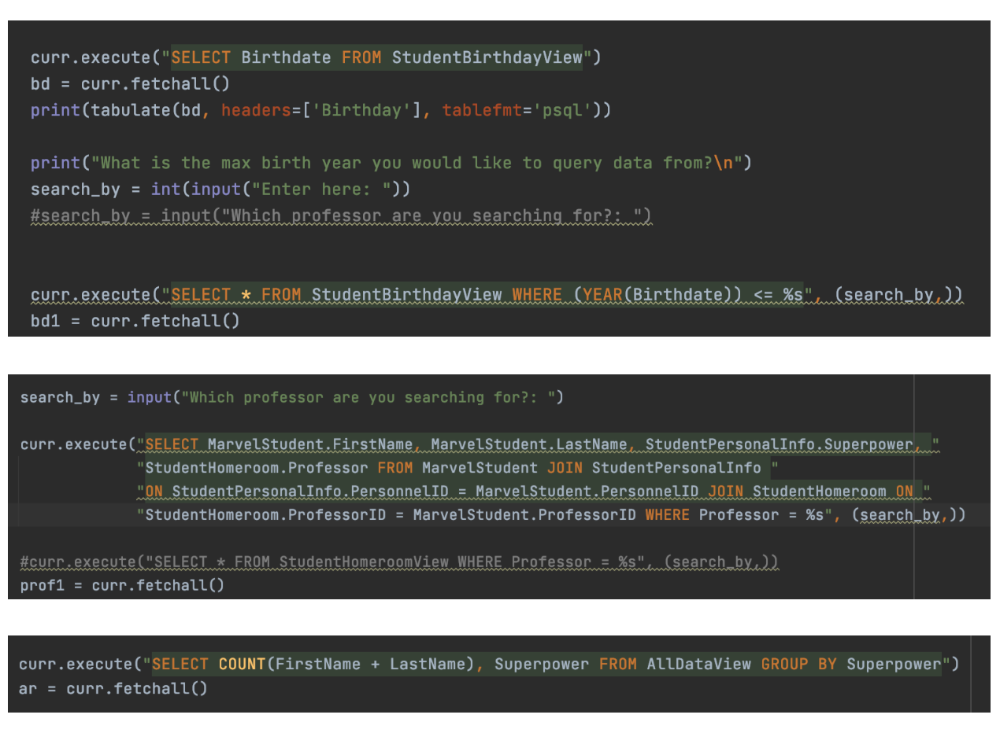 curr.execute("SELECT Birthdate FROM StudentBirthdayView")
bd = curr.fetchall()
print(tabulate(bd, headers=['Birthday'], tablefmt='psql'))
print("What is the max birth year you would like to query data from?\n")
search_by = int(input("Enter here: "))
#search_by = input("Which professor are you searching for?: ")
curr.execute("SELECT * FROM StudentBirthdayView WHERE (YEAR(Birthdate)) <= %s", (search_by,))
bd1 = curr.fetchall()
search_by = input("Which professor are you searching for?: ")
curr.execute("SELECT MarvelStudent.FirstName, MarvelStudent.LastName, StudentPersonalInfo.Superpower, "
"StudentHomeroom.Professor FROM MarvelStudent JOIN StudentPersonalInfo "
"ON StudentPersonalInfo.PersonnelID = MarvelStudent.PersonnelID JOIN StudentHomeroom ON "
"StudentHomeroom.ProfessorID = MarvelStudent.ProfessorID WHERE Professor = %s", (search_by,))
#curr.execute("SELECT * FROM StudentHomeroomView WHERE Professor = %s", (search_by,))
prof1 = curr.fetchall()
curr.execute("SELECT COUNT(FirstName + LastName), Superpower FROM AllDataView GROUP BY Superpower")
ar = curr.fetchall()